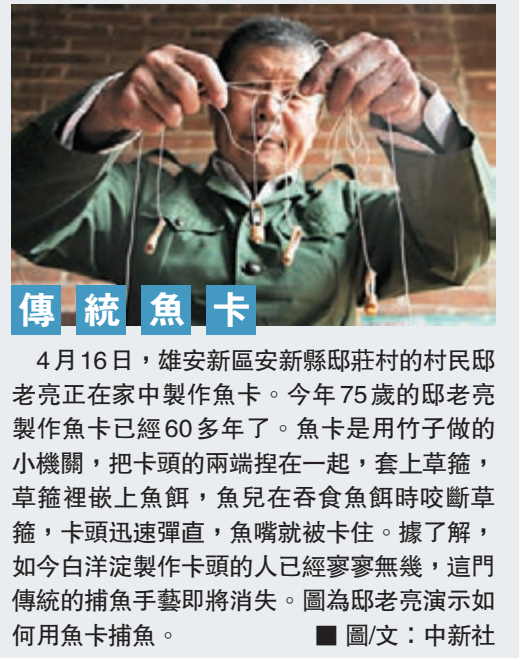 傳統魚卡
4月16日，雄安新區安新縣邸莊村的村民邸
老亮正在家中製作魚卡。今年75歲的邸老亮
製作魚卡已經60多年了。魚卡是用竹子做的
小機關，把卡頭的兩端捏在一起，套上草箍，
草箍裡嵌上魚餌，魚兒在吞食魚餌時咬斷草
箍，卡頭迅速彈直，魚嘴就被卡住。據了解，
如今白洋淀製作卡頭的人已經寥寥無幾，這門
傳統的捕魚手藝即將消失。圖為邸老亮演示如
何用魚卡捕魚。 ■ 圖/文：中新社